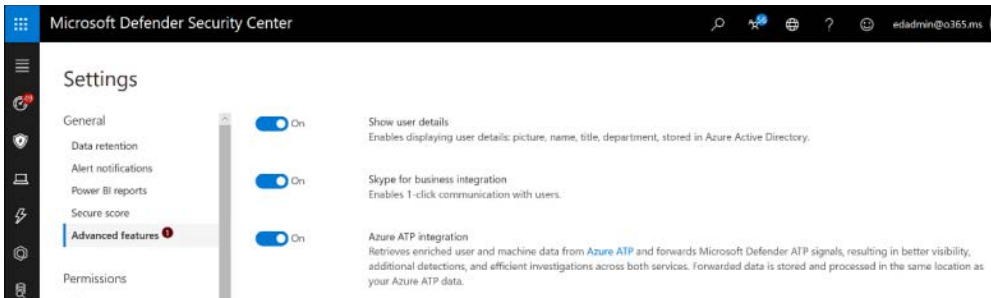 Microsoft Defender Security Center
56
?
edadmin@o365.ms
Settings
General
Data retention
Alert notifications
Power BI reports
Secure score
Advanced features 1
Permissions
On
Show user details
Enables displaying user details: picture, name, title, department, stored in Azure Active Directory.
On
Skype for business integration
Enables 1-click communication with users.
On
Azure ATP integration
Retrieves enriched user and machine data from Azure ATP and forwards Microsoft Defender ATP signals, resulting in better visibility,
additional detections, and efficient investigations across both services. Forwarded data is stored and processed in the same location as
your Azure ATP data.